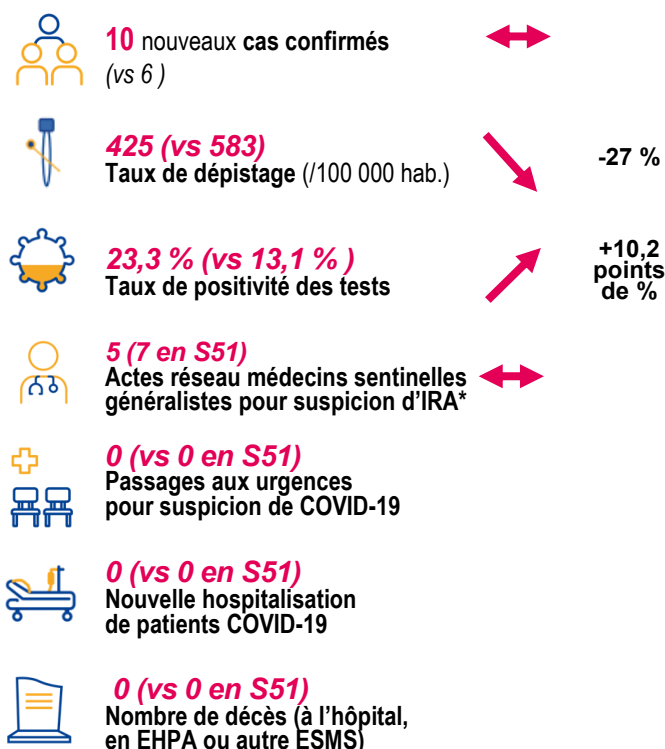 10 nouveaux cas confirmés
(vs 6 )
425 (vs 583)
Taux de dépistage (/100 000 hab.)
-27 %
23,3 % (vs 13,1 % )
Taux de positivité des tests
+10,2
points
de %
5 (7 en S51)
Actes réseau médecins sentinelles
généralistes pour suspicion d'IRA*
0 (vs 0 en S51)
Passages aux urgences
pour suspicion de COVID-19
0 (vs 0 en S51)
Nouvelle hospitalisation
de patients COVID-19
0 (vs 0 en S51)
Nombre de décès (à l'hôpital,
en EHPA ou autre ESMS)